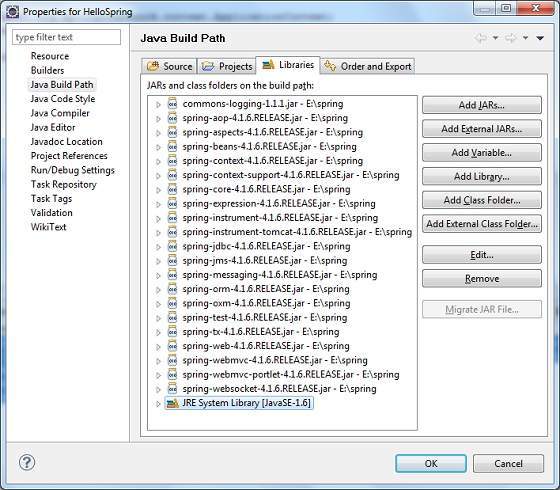 Properties for HelloSpring
type filter text
Resource
Builders
Java Build Path
Java Code Style
Java Compiler
Java Editor
Javadoc Location
Project References
Run/Debug Settings
Task Repository
Task Tags
Validation
WikiText
Java Build Path
Source Projects Libraries Order and Export
JARs and class folders on the build path:
commons-logging-1.1.1.jar - E:\spring
spring-aop-4.1.6.RELEASE.jar - E:\spring
spring-aspects-4.1.6.RELEASE.jar - E:\spring
spring-beans-4.1.6.RELEASE.jar - E:\spring
spring-context-4.1.6.RELEASE.jar - E:\spring
spring-context-support-4.1.6.RELEASE.jar - E:\spring
spring-core-4.1.6.RELEASE.jar - E:\spring
spring-expression-4.1.6.RELEASE.jar - E:\spring
spring-instrument-4.1.6.RELEASE.jar - E:\spring
spring-instrument-tomcat-4.1.6.RELEASE.jar - E:\spring
spring-jdbc-4.1.6.RELEASE.jar - E:\spring
spring-jms-4.1.6.RELEASE.jar - E:\spring
spring-messaging-4.1.6.RELEASE.jar - E:\spring
spring-orm-4.1.6.RELEASE.jar - E:\spring
spring-oxm-4.1.6.RELEASE.jar - E:\spring
spring-test-4.1.6.RELEASE.jar - E:\spring
spring-tx-4.1.6.RELEASE.jar - E:\spring
spring-web-4.1.6.RELEASE.jar - E:\spring
spring-webmvc-4.1.6.RELEASE.jar - E:\spring
spring-webmvc-portlet-4.1.6.RELEASE.jar - E:\spring
spring-websocket-4.1.6.RELEASE.jar - E:\spring
JRE System Library [JavaSE-1.6]
Add JARs...
Add External JARs...
Add Variable...
Add Library...
Add Class Folder...
Add External Class Folder...
Edit...
Remove
Migrate JAR File...
OK Cancel